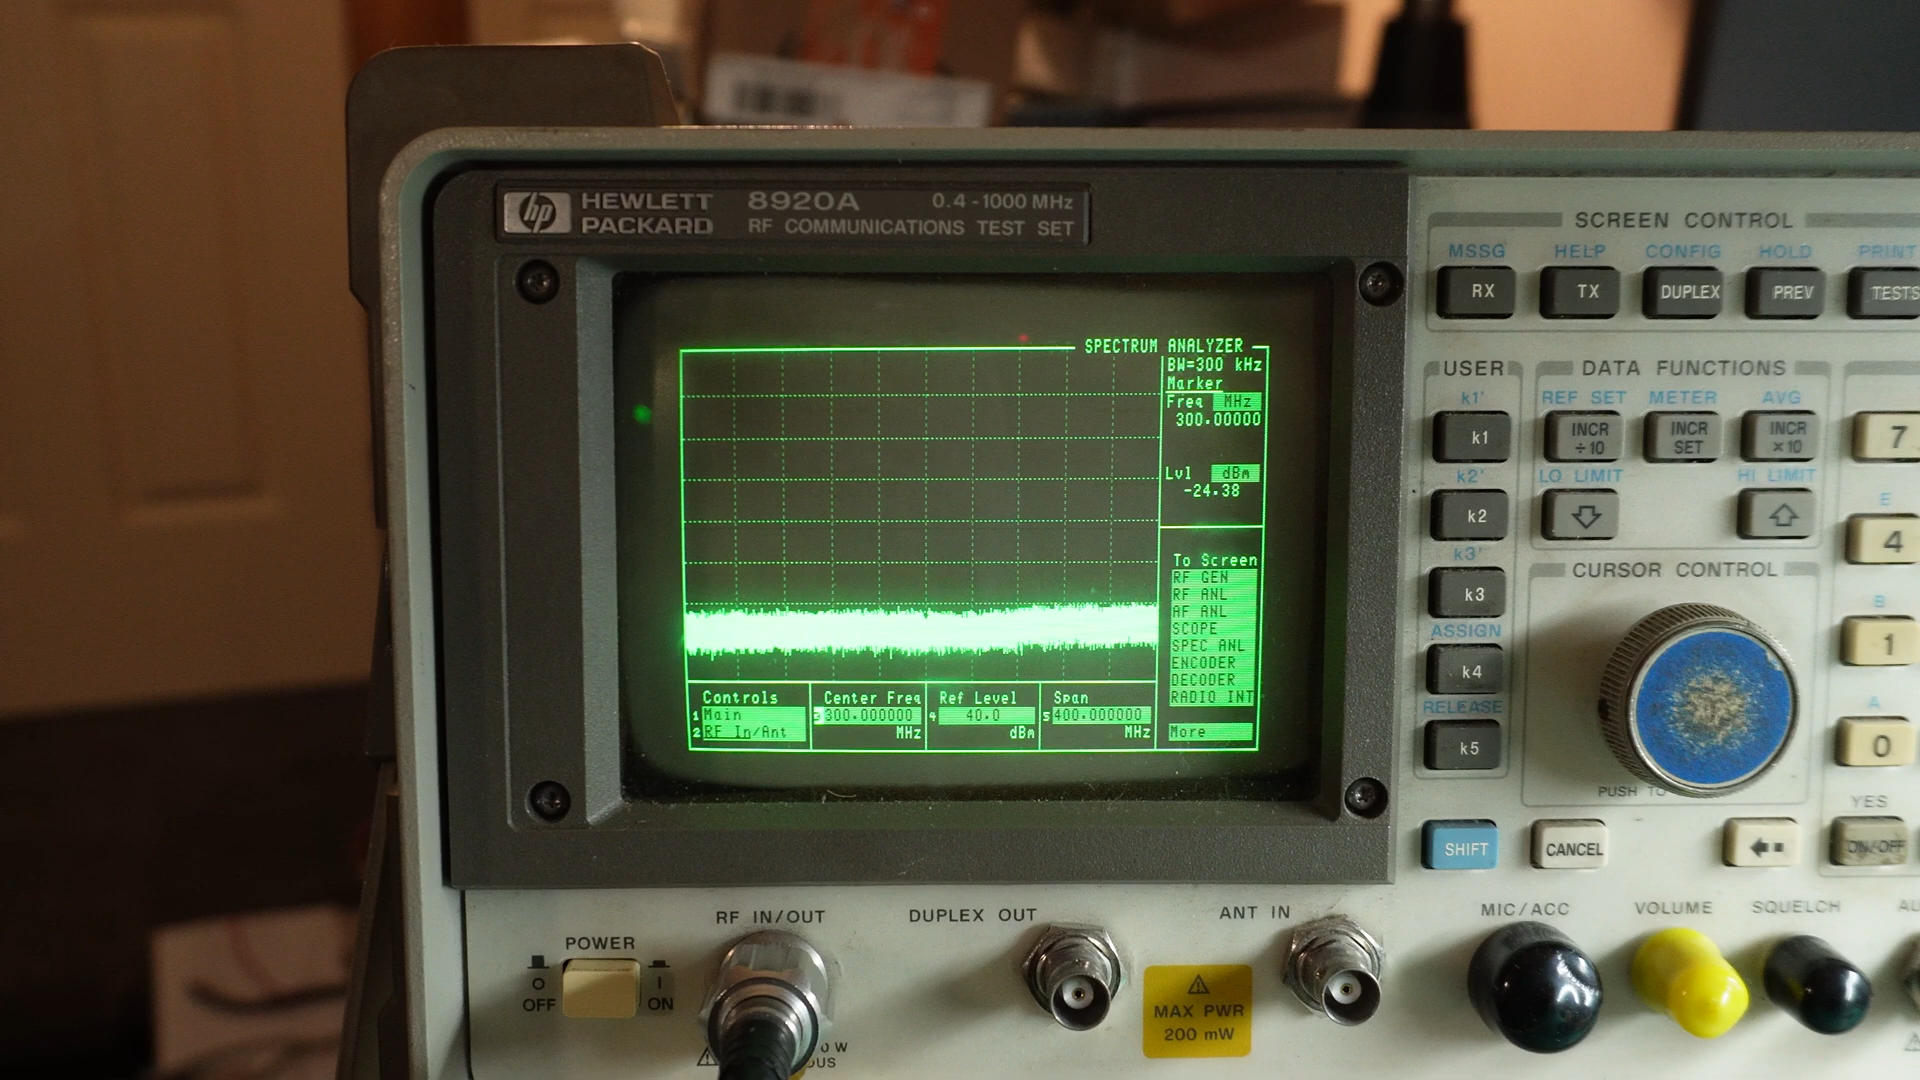 hp HEWLETT PACKARD 8920A 0.4-1000 MHz
RF COMMUNICATIONS TEST SET
SPECTRUM ANALYZER
BW=300 kHz
Marker
Freq MHz
300.00000
Lvl dBm
-24.38
To Screen
RF GEN
RF ANL
AF ANL
SCOPE
SPEC ANL
ENCODER
DECODER
RADIO INT
More
Controls
1 Main
2 RF In/Ant
Center Freq
3 300.000000
MHz
Ref Level
4 40.0
dBm
Span
5 400.000000
MHz
SCREEN CONTROL
MSSG HELP CONFIG HOLD PRINT
RX TX DUPLEX PREV TESTS
USER
k1'
k1
k2'
k2
k3'
k3
ASSIGN
k4
RELEASE
k5
DATA FUNCTIONS
REF SET METER AVG
INCR ÷10
INCR SET
INCR ×10
LO LIMIT HI LIMIT
CURSOR CONTROL
PUSH TO
7
E
4
B
1
A
0
YES
ON/OFF
SHIFT
CANCEL
POWER
O
OFF
I
ON
RF IN/OUT
DUPLEX OUT
ANT IN
MAX PWR
200 mW
MIC/ACC
VOLUME
SQUELCH
AU
0 W
OUS